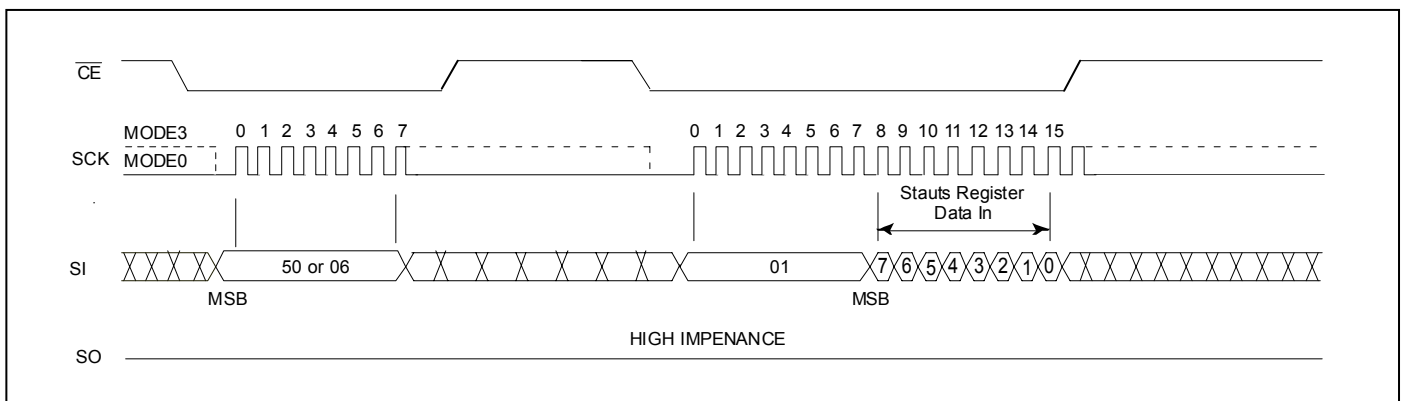 CE
MODE3 0 1 2 3 4 5 6 7 0 1 2 3 4 5 6 7 8 9 10 11 12 13 14 15
SCK MODE0
Stauts Register
Data In
SI 50 or 06 01 7 6 5 4 3 2 1 0
MSB MSB
HIGH IMPENANCE
SO